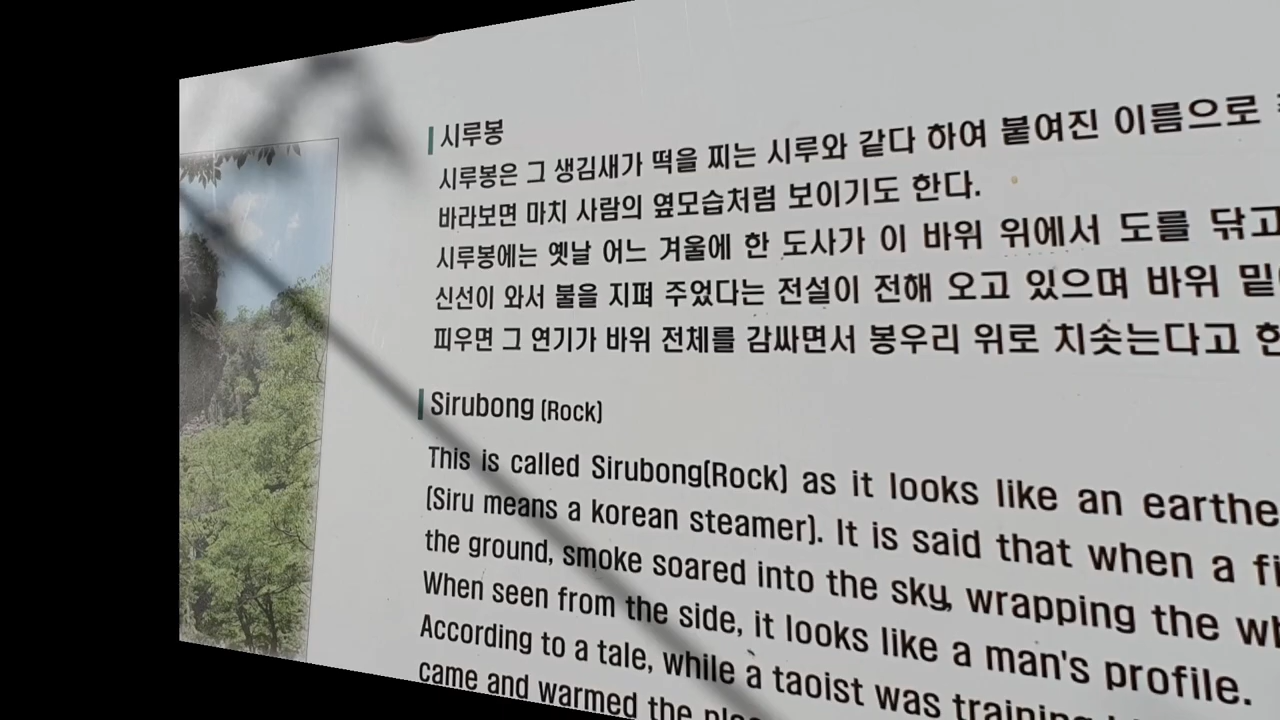 시루봉
시루봉은 그 생김새가 떡을 찌는 시루와 같다 하여 붙여진 이름으로
바라보면 마치 사람의 옆모습처럼 보이기도 한다.
시루봉에는 옛날 어느 겨울에 한 도사가 이 바위 위에서 도를 닦고
신선이 와서 불을 지펴 주었다는 전설이 전해 오고 있으며 바위
피우면 그 연기가 바위 전체를 감싸면서 봉우리 위로 치솟는다고
Sirubong (Rock)
This is called Sirubong(Rock) as it looks like an
(Siru means a korean steamer). It is said that when a
the ground, smoke soared into the sky, wrapping the
When seen from the side, it looks like a man's profile.
According to a tale, while a taoist was training
came and warmed the